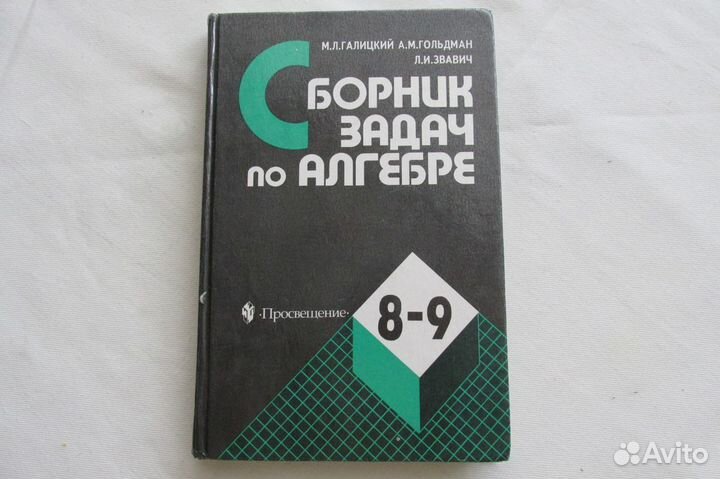 М.Л.ГАЛИЦКИЙ А.М.ГОЛЬДМАН
Л.И.ЗВАВИЧ
СБОРНИК
ЗАДАЧ
ПО АЛГЕБРЕ
·Просвещение·
8-9
Avito